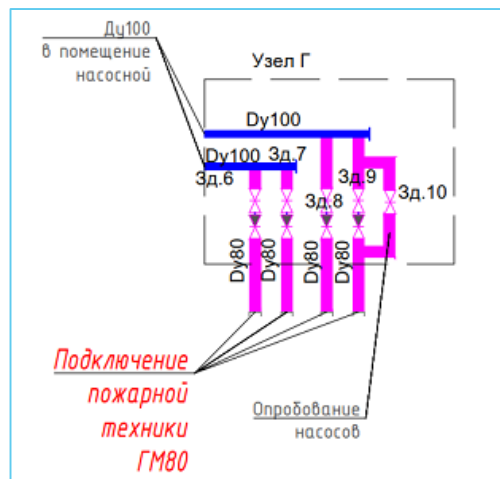 Ду100
в помещение
насосной
Узел Г
Dy100
Dy100
Зд.7
Зд.6
Зд.9
Зд.8
Зд.10
Dy80
Dy80
Dy80
Dy80
Подключение
пожарной
техники
ГМ80
Опробование
насосов